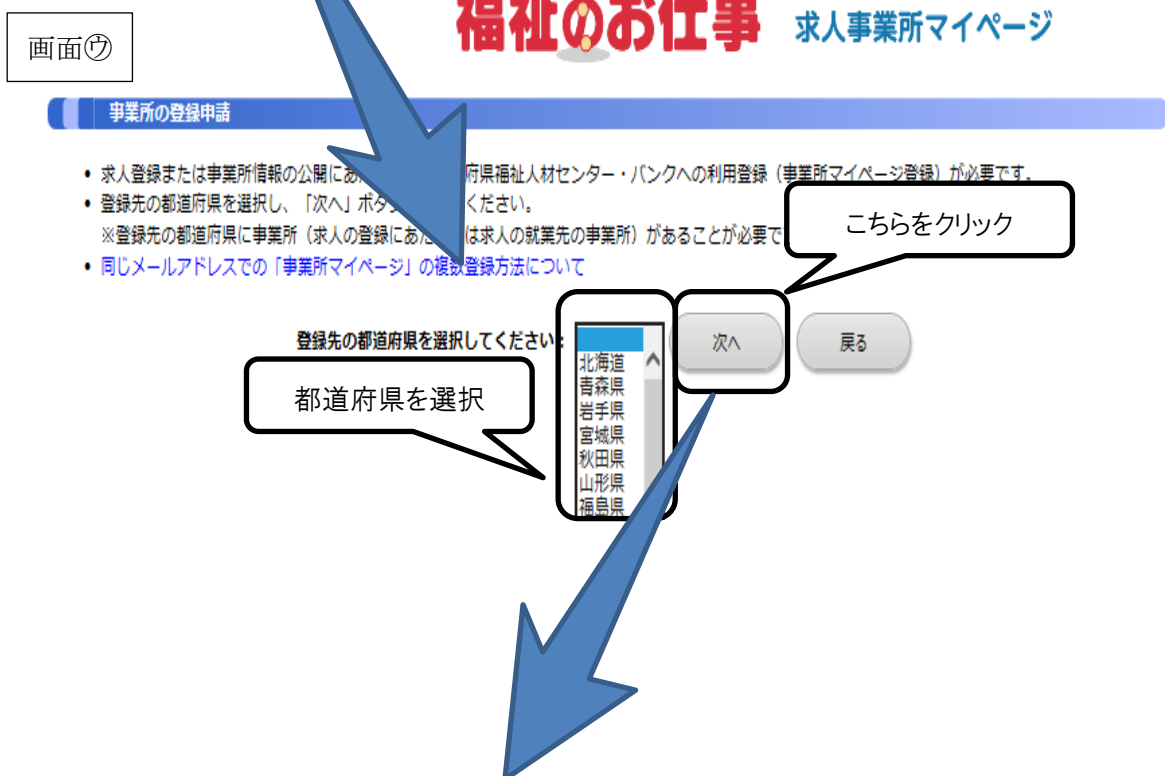 福祉のお仕事 求人事業所マイページ
画面㋒
事業所の登録申請
• 求人登録または事業所情報の公開にあ 府県福祉人材センター・バンクへの利用登録（事業所マイページ登録）が必要です。
• 登録先の都道府県を選択し、「次へ」ボタ ください。
※登録先の都道府県に事業所（求人の登録にあた は求人の就業先の事業所）があることが必要で
• 同じメールアドレスでの「事業所マイページ」の複数登録方法について
こちらをクリック
登録先の都道府県を選択してください：
次へ
戻る
都道府県を選択
北海道
青森県
岩手県
宮城県
秋田県
山形県
福島県